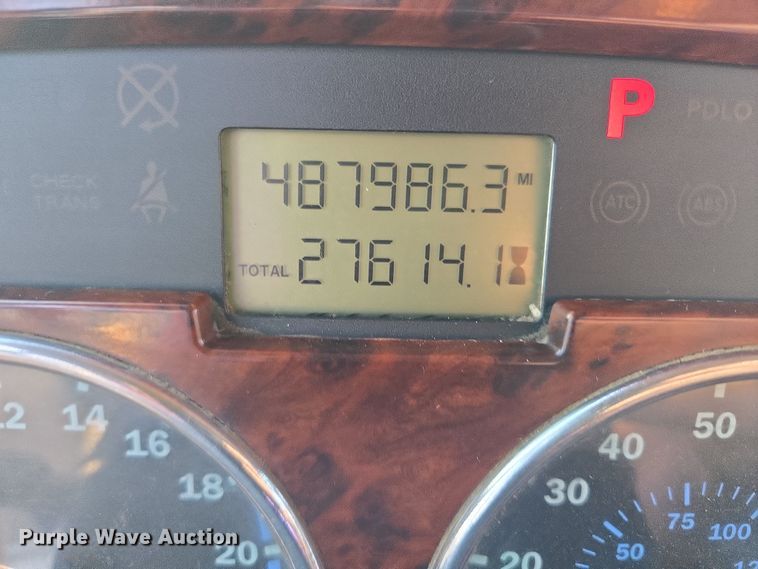 P PDLO
CHECK
TRANS
ATC ABS
487986.3 MI
TOTAL 27614.1
12 14 16 18 20
20 30 40 50
50 75 100
Purple Wave Auction